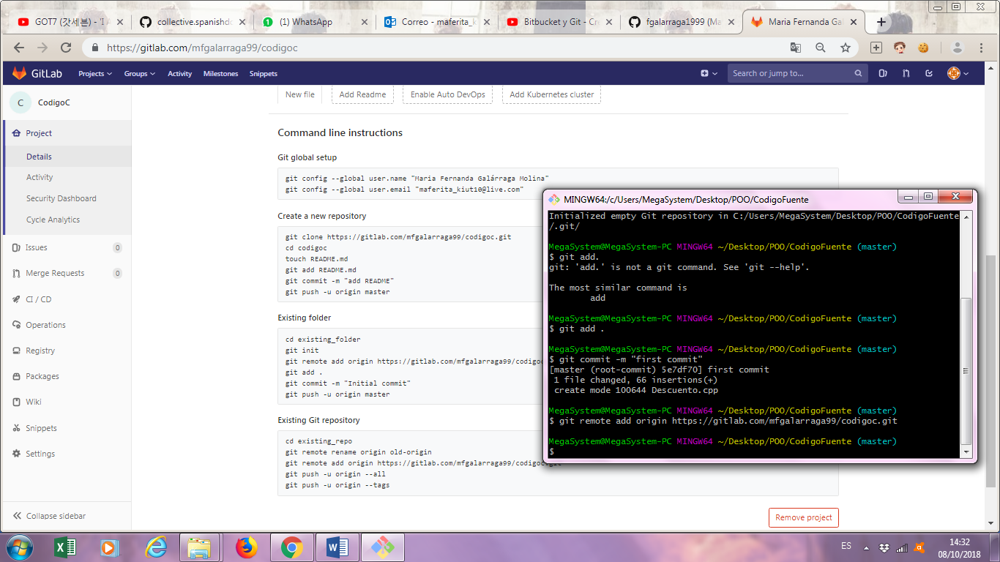 GOT7 (갓세븐) - 'I A
collective.spanishdo
(1) WhatsApp
Correo - maferita_k
Bitbucket y Git - Cr
fgalarraga1999 (Ma
Maria Fernanda Gal
https://gitlab.com/mfgalarraga99/codigoc
GitLab
Projects
Groups
Activity
Milestones
Snippets
Search or jump to...
C
CodigoC
Project
Details
Activity
Security Dashboard
Cycle Analytics
Issues
0
Merge Requests
0
CI / CD
Operations
Registry
Packages
Wiki
Snippets
Settings
Collapse sidebar
New file
Add Readme
Enable Auto DevOps
Add Kubernetes cluster
Command line instructions
Git global setup
git config --global user.name "Maria Fernanda Galárraga Molina"
git config --global user.email "maferita_kiut10@live.com"
Create a new repository
git clone https://gitlab.com/mfgalarraga99/codigoc.git
cd codigoc
touch README.md
git add README.md
git commit -m "add README"
git push -u origin master
Existing folder
cd existing_folder
git init
git remote add origin https://gitlab.com/mfgalarraga99/codigoc
git add .
git commit -m "Initial commit"
git push -u origin master
Existing Git repository
cd existing_repo
git remote rename origin old-origin
git remote add origin https://gitlab.com/mfgalarraga99/codigoc.git
git push -u origin --all
git push -u origin --tags
Remove project
MINGW64:/c/Users/MegaSystem/Desktop/POO/CodigoFuente
Initialized empty Git repository in C:/Users/MegaSystem/Desktop/POO/CodigoFuente
/.git/
MegaSystem@MegaSystem-PC MINGW64 ~/Desktop/POO/CodigoFuente (master)
$ git add.
git: 'add.' is not a git command. See 'git --help'.
The most similar command is
add
MegaSystem@MegaSystem-PC MINGW64 ~/Desktop/POO/CodigoFuente (master)
$ git add .
MegaSystem@MegaSystem-PC MINGW64 ~/Desktop/POO/CodigoFuente (master)
$ git commit -m "first commit"
[master (root-commit) 5e7df70] first commit
1 file changed, 66 insertions(+)
create mode 100644 Descuento.cpp
MegaSystem@MegaSystem-PC MINGW64 ~/Desktop/POO/CodigoFuente (master)
$ git remote add origin https://gitlab.com/mfgalarraga99/codigoc.git
MegaSystem@MegaSystem-PC MINGW64 ~/Desktop/POO/CodigoFuente (master)
$
ES
14:32
08/10/2018